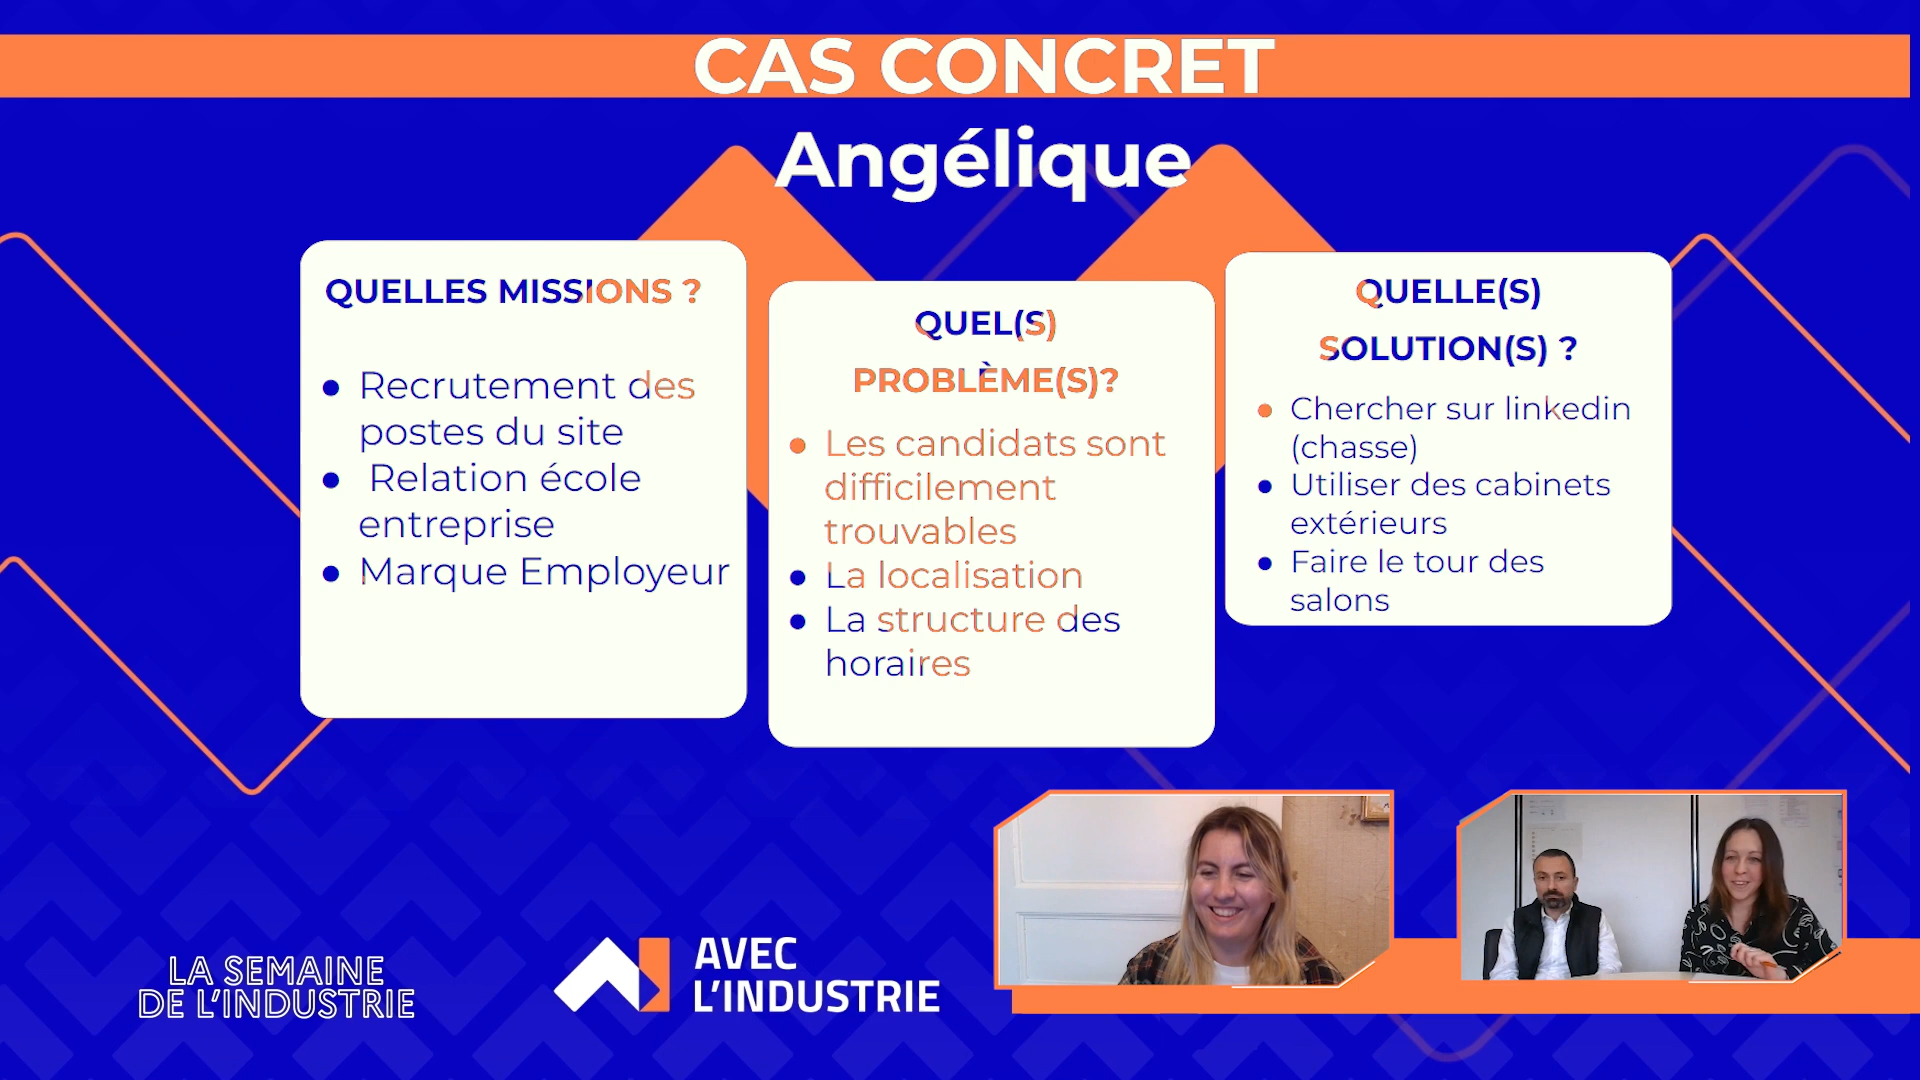 CAS CONCRET
Angélique
QUELLES MISSIONS ?
● Recrutement des
postes du site
● Relation école
entreprise
● Marque Employeur
QUEL(S)
PROBLÈME(S)?
● Les candidats sont
difficilement
trouvables
● La localisation
● La structure des
horaires
QUELLE(S)
SOLUTION(S) ?
● Chercher sur linkedin
(chasse)
● Utiliser des cabinets
extérieurs
● Faire le tour des
salons
LA SEMAINE
DE L'INDUSTRIE
AVEC
L'INDUSTRIE